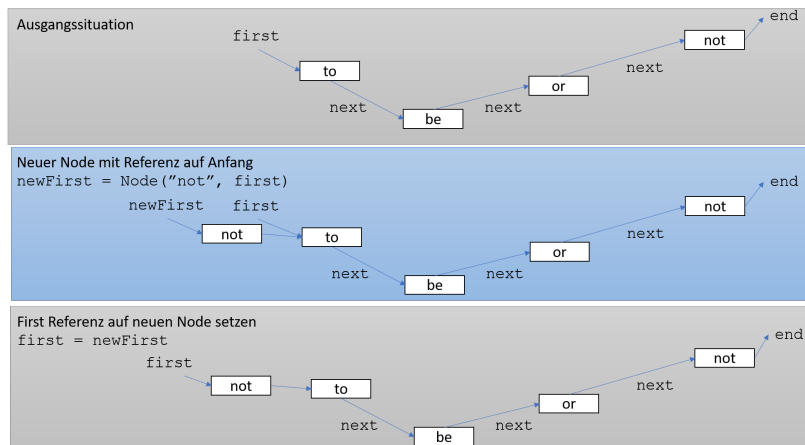 Ausgangssituation
end
first
not
to
next
or
next
next
be
Neuer Node mit Referenz auf Anfang
newFirst = Node(”not”, first)
end
newFirst first
not
not
to
next
or
next
next
be
First Referenz auf neuen Node setzen
first = newFirst
end
first
not
not
to
next
or
next
next
be